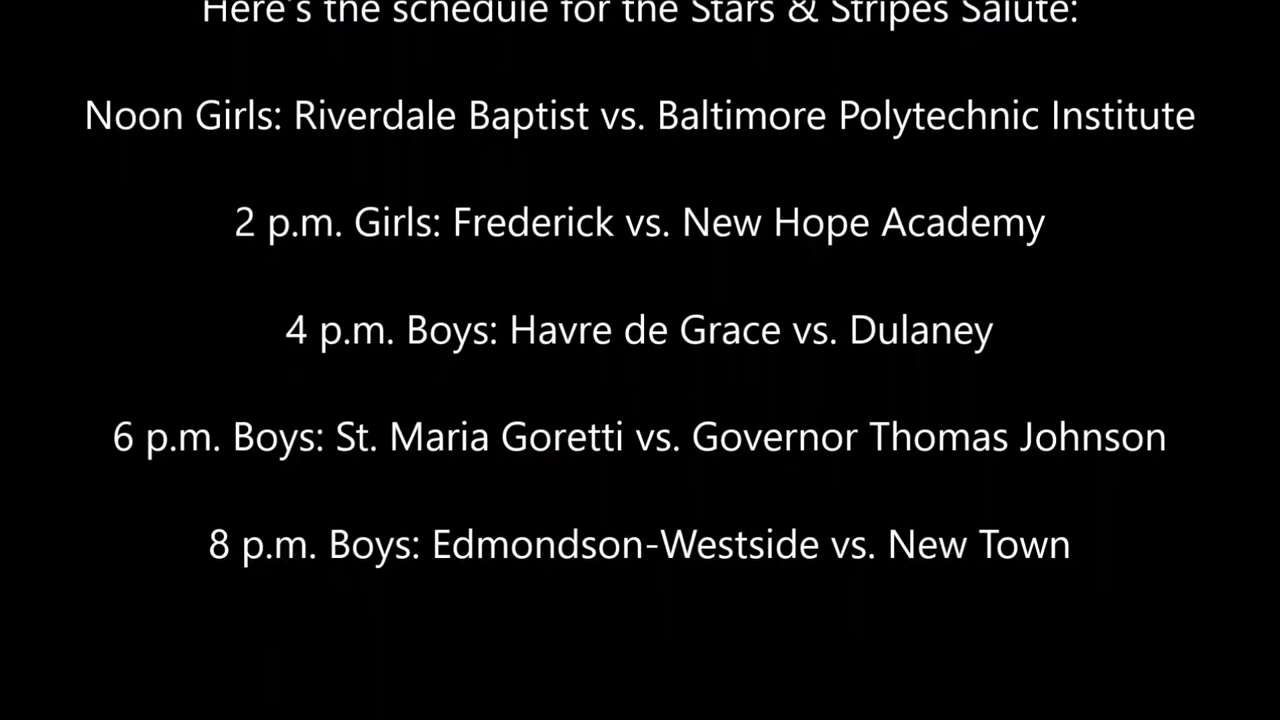 Here's the schedule for the Stars & Stripes Salute:
Noon Girls: Riverdale Baptist vs. Baltimore Polytechnic Institute
2 p.m. Girls: Frederick vs. New Hope Academy
4 p.m. Boys: Havre de Grace vs. Dulaney
6 p.m. Boys: St. Maria Goretti vs. Governor Thomas Johnson
8 p.m. Boys: Edmondson-Westside vs. New Town